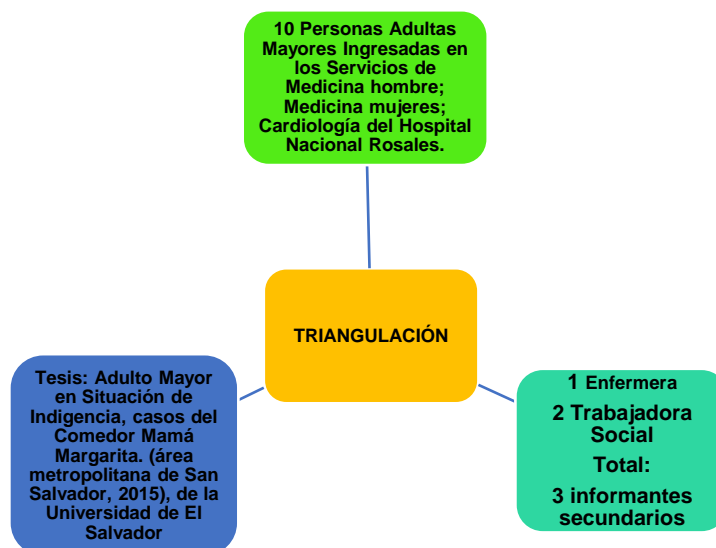 10 Personas Adultas
Mayores Ingresadas en
los Servicios de
Medicina hombre;
Medicina mujeres;
Cardiología del Hospital
Nacional Rosales.
TRIANGULACIÓN
Tesis: Adulto Mayor
en Situación de
Indigencia, casos del
Comedor Mamá
Margarita. (área
metropolitana de San
Salvador, 2015), de la
Universidad de El
Salvador
1 Enfermera
2 Trabajadora
Social
Total:
3 informantes
secundarios